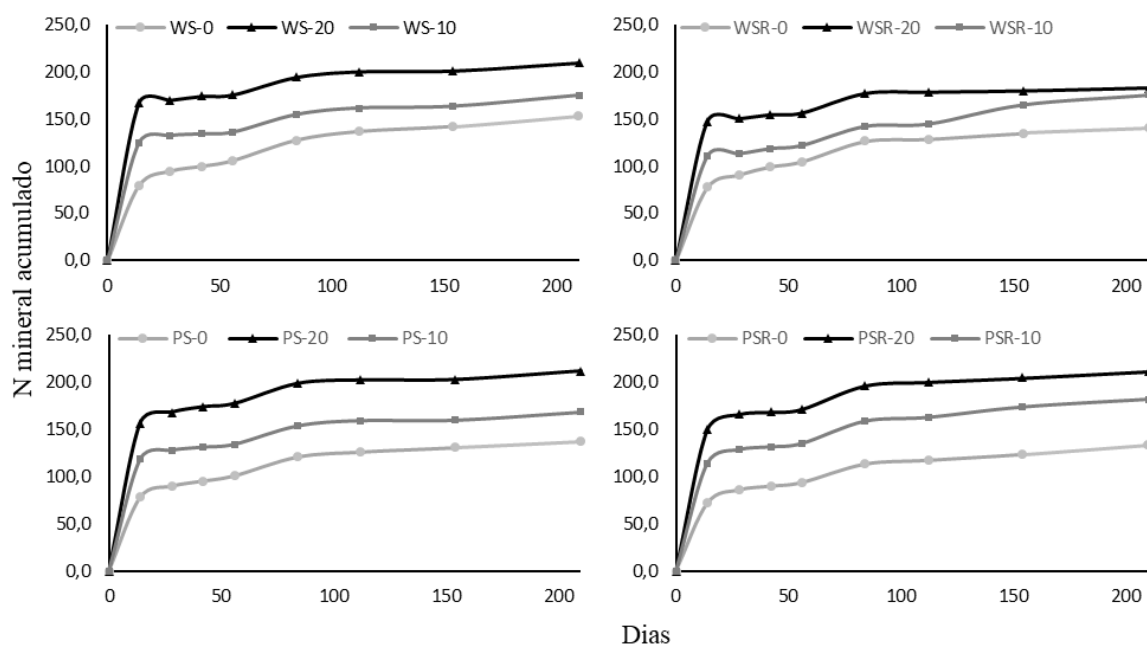 N mineral acumulado
WS-0 WS-20 WS-10
250,0
200,0
150,0
100,0
50,0
0,0
0 50 100 150 200
WSR-0 WSR-20 WSR-10
250,0
200,0
150,0
100,0
50,0
0,0
0 50 100 150 200
PS-0 PS-20 PS-10
250,0
200,0
150,0
100,0
50,0
0,0
0 50 100 150 200
PSR-0 PSR-20 PSR-10
250,0
200,0
150,0
100,0
50,0
0,0
0 50 100 150 200
Dias